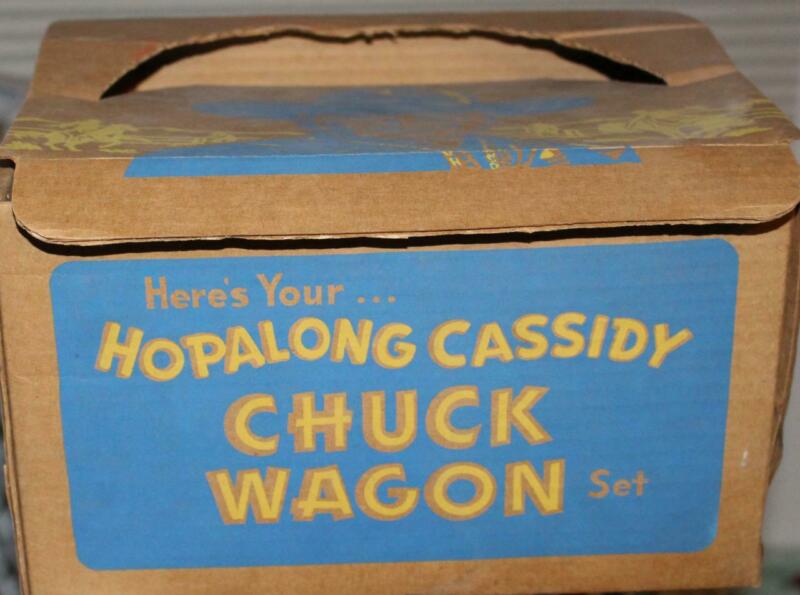 Here's Your ...
HOPALONG CASSIDY
CHUCK
WAGON Set